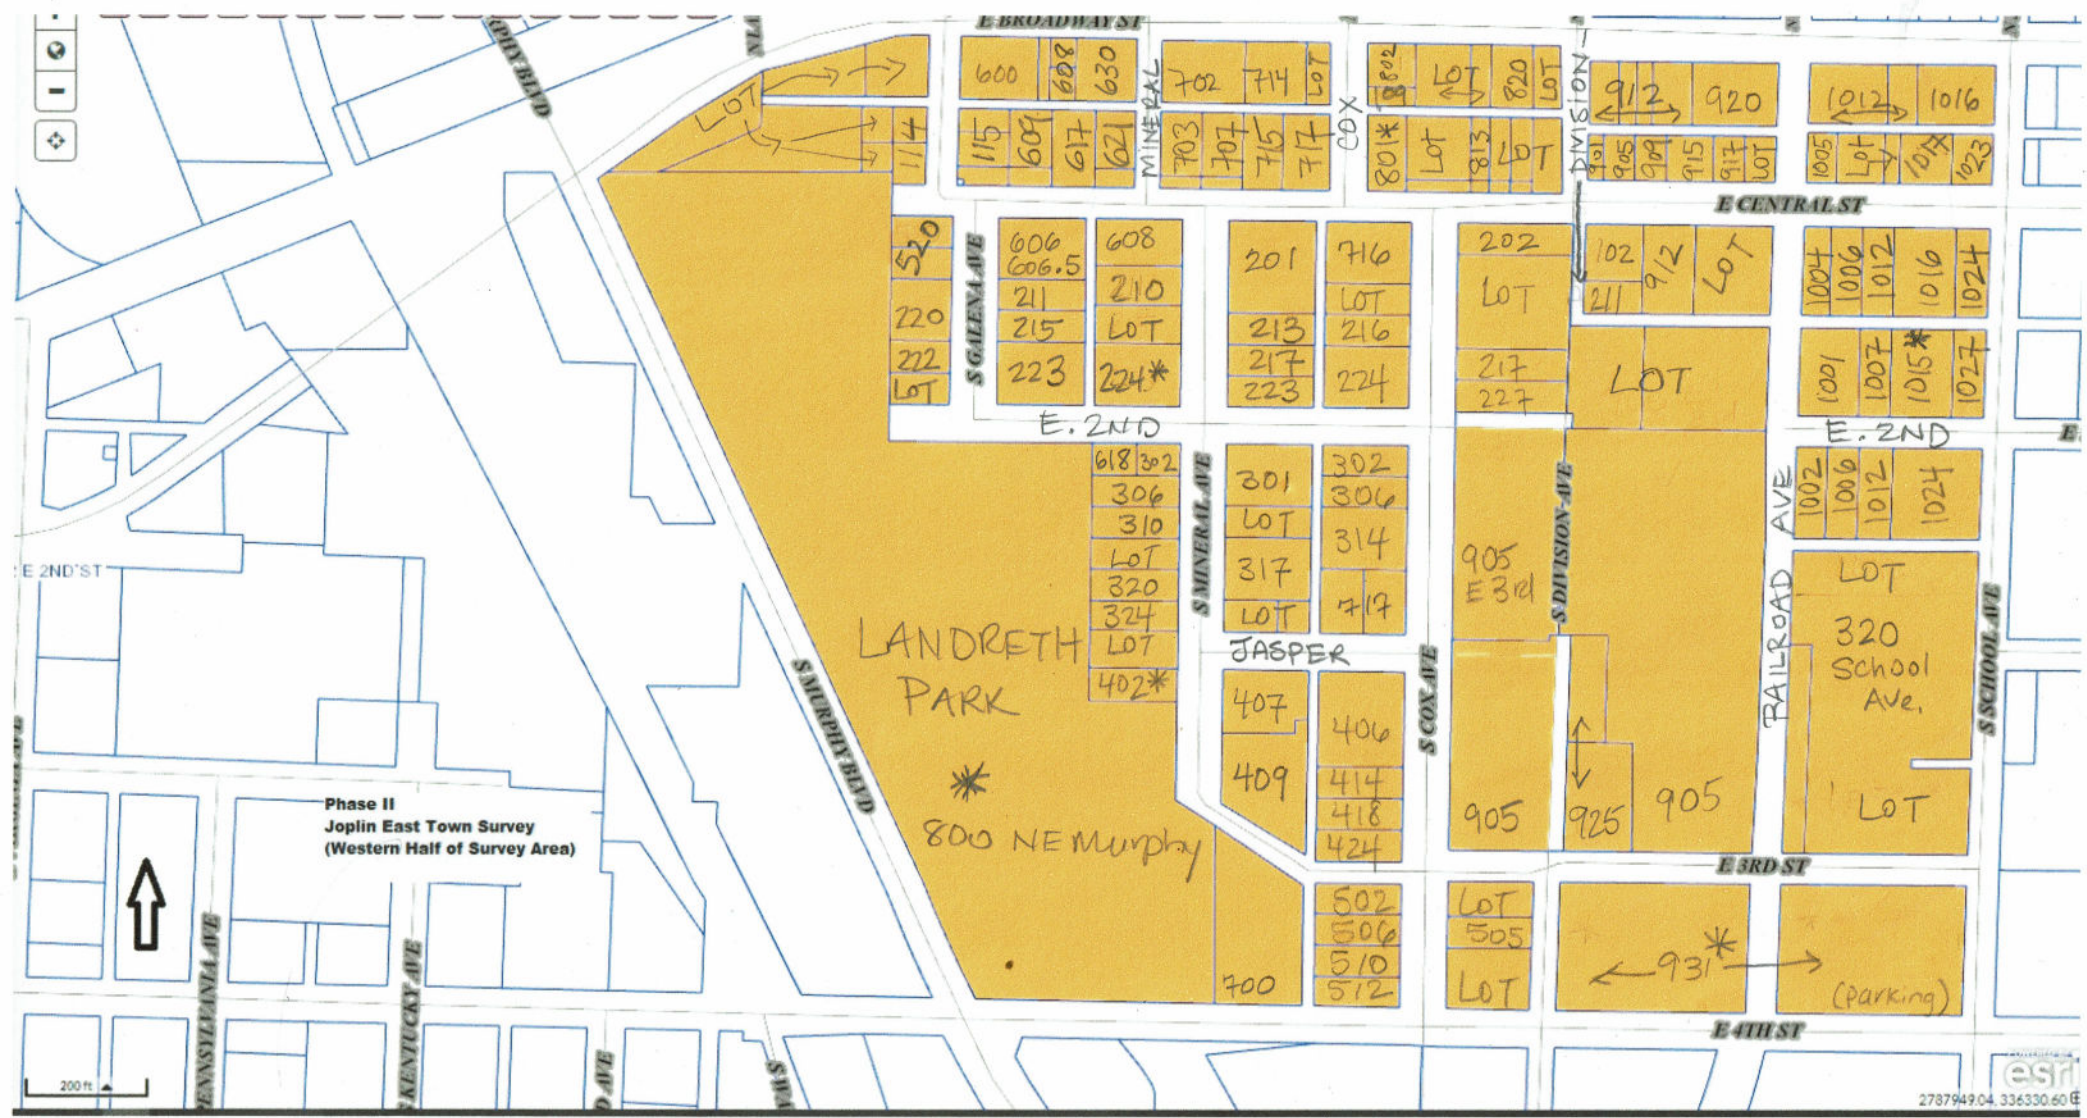 E BROADWAY ST
MURPHY BLVD
600
608
630
MINERAL
702
714
LOT
COX
802
LOT
820
LOT
DIVISION
912
920
1012
1016
LOT
114
115
609
617
621
703
707
715
717
801*
Lot
813
LOT
901
905
909
915
917
LOT
1005
Lot
1017
1023
E CENTRAL ST
520
220
222
LOT
S GALENA AVE
606
606.5
211
215
223
608
210
LOT
224*
201
213
217
223
716
LOT
216
224
202
LOT
217
227
102
211
912
LOT
1004
1006
1012
1016
1024
LOT
1001
1007
1015*
1027
E. 2ND
E. 2ND
618
302
306
310
LOT
320
324
LOT
402*
S MINERAL AVE
301
LOT
317
LOT
302
306
314
717
905
E 3rd
S DIVISION AVE
RAILROAD AVE
1002
1006
1012
1024
E 2ND ST
LANDRETH
PARK
*
800 NE Murphy
S MURPHY BLVD
JASPER
407
409
406
414
418
424
S COX AVE
905
925
905
LOT
320
School
Ave.
LOT
S SCHOOL AVE
Phase II
Joplin East Town Survey
(Western Half of Survey Area)
E 3RD ST
700
502
506
510
512
LOT
505
LOT
931*
(parking)
E 4TH ST
PENNSYLVANIA AVE
S KENTUCKY AVE
D AVE
200 ft
esri
2787949.04, 336330.60